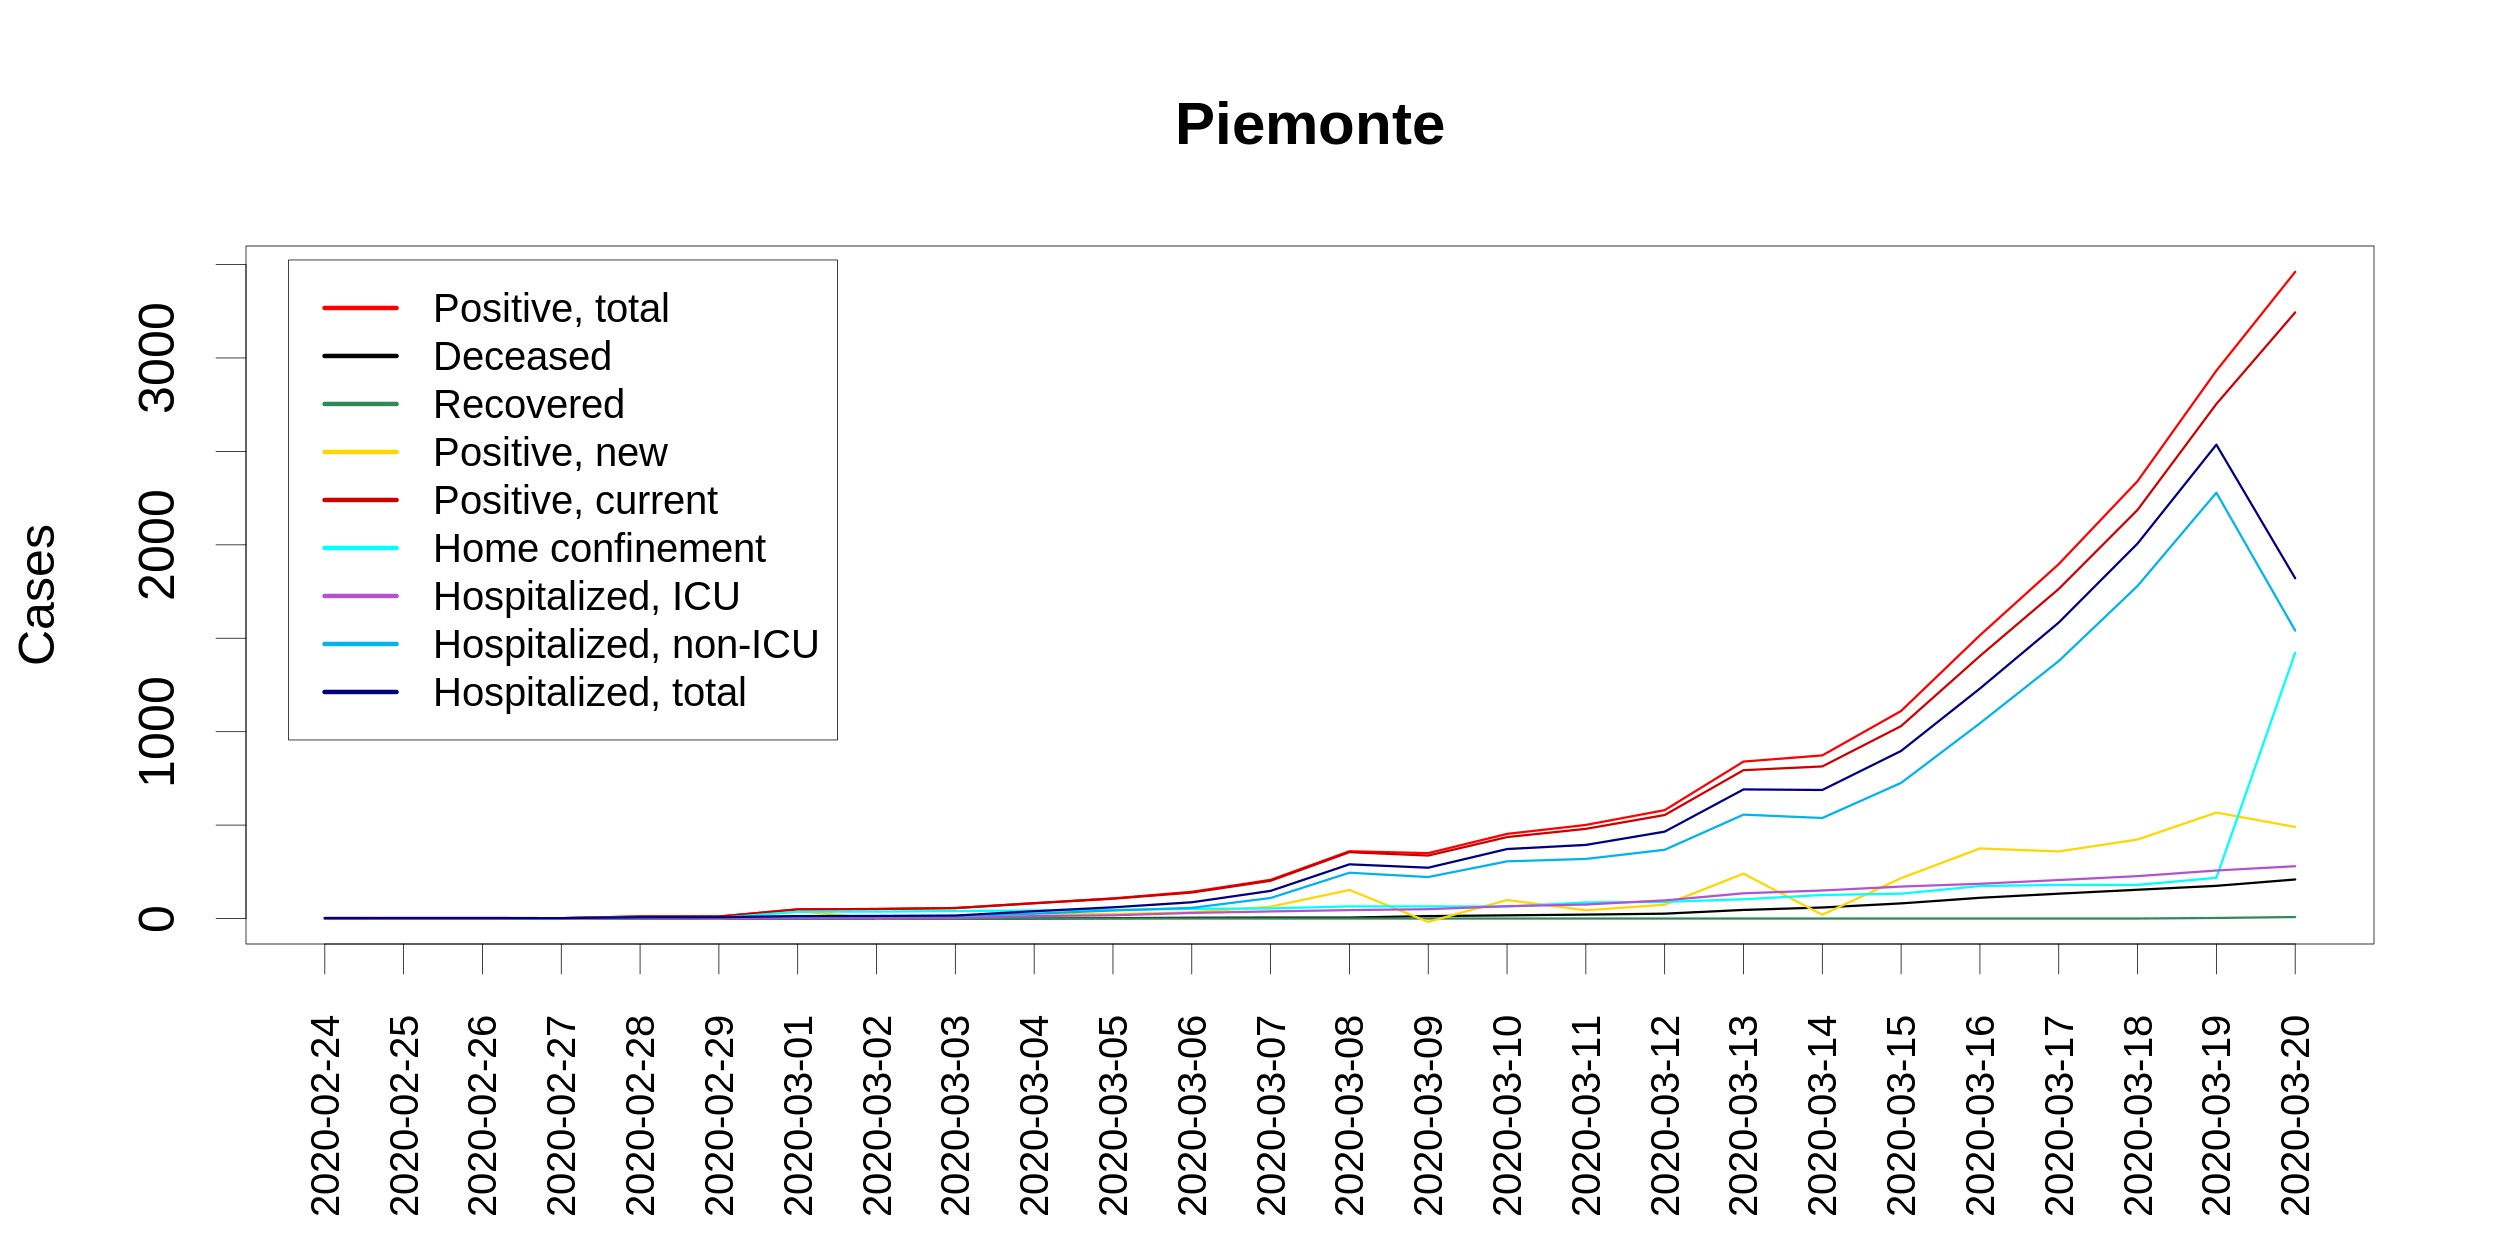 Piemonte
Cases
3000
2000
1000
0
Positive, total
Deceased
Recovered
Positive, new
Positive, current
Home confinement
Hospitalized, ICU
Hospitalized, non-ICU
Hospitalized, total
2020-02-24
2020-02-25
2020-02-26
2020-02-27
2020-02-28
2020-02-29
2020-03-01
2020-03-02
2020-03-03
2020-03-04
2020-03-05
2020-03-06
2020-03-07
2020-03-08
2020-03-09
2020-03-10
2020-03-11
2020-03-12
2020-03-13
2020-03-14
2020-03-15
2020-03-16
2020-03-17
2020-03-18
2020-03-19
2020-03-20